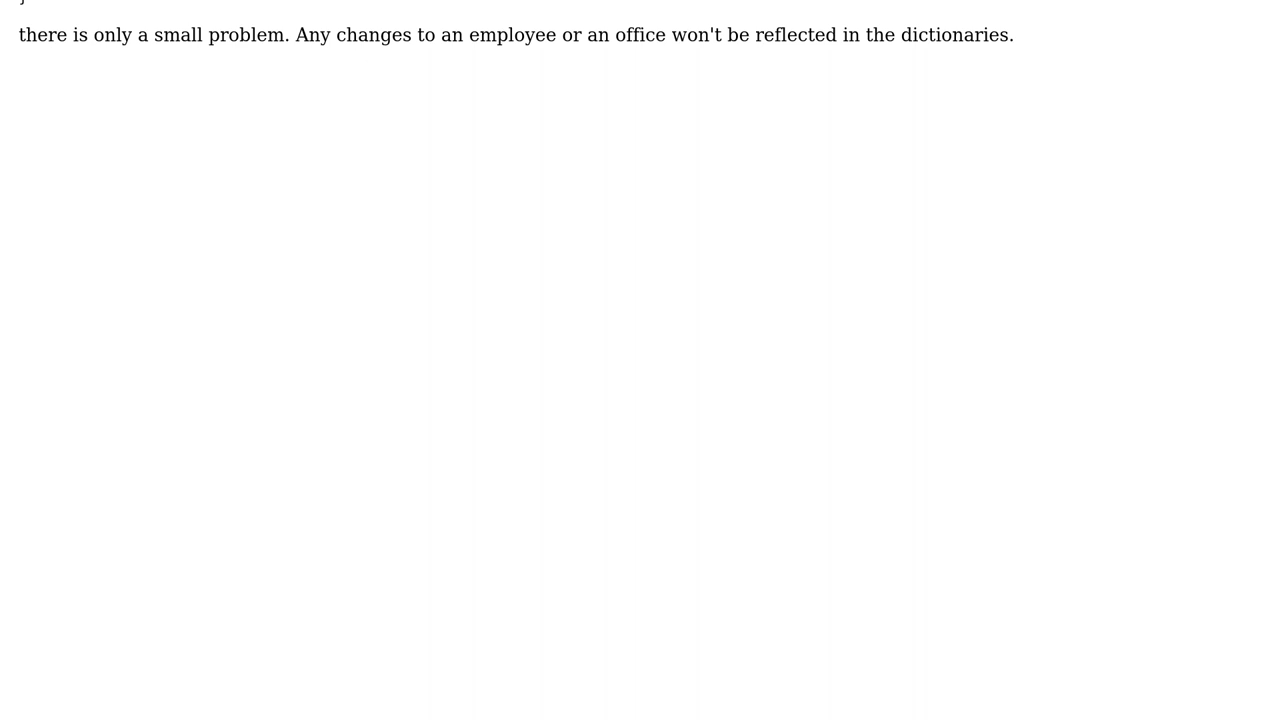 }
there is only a small problem. Any changes to an employee or an office won't be reflected in the dictionaries.